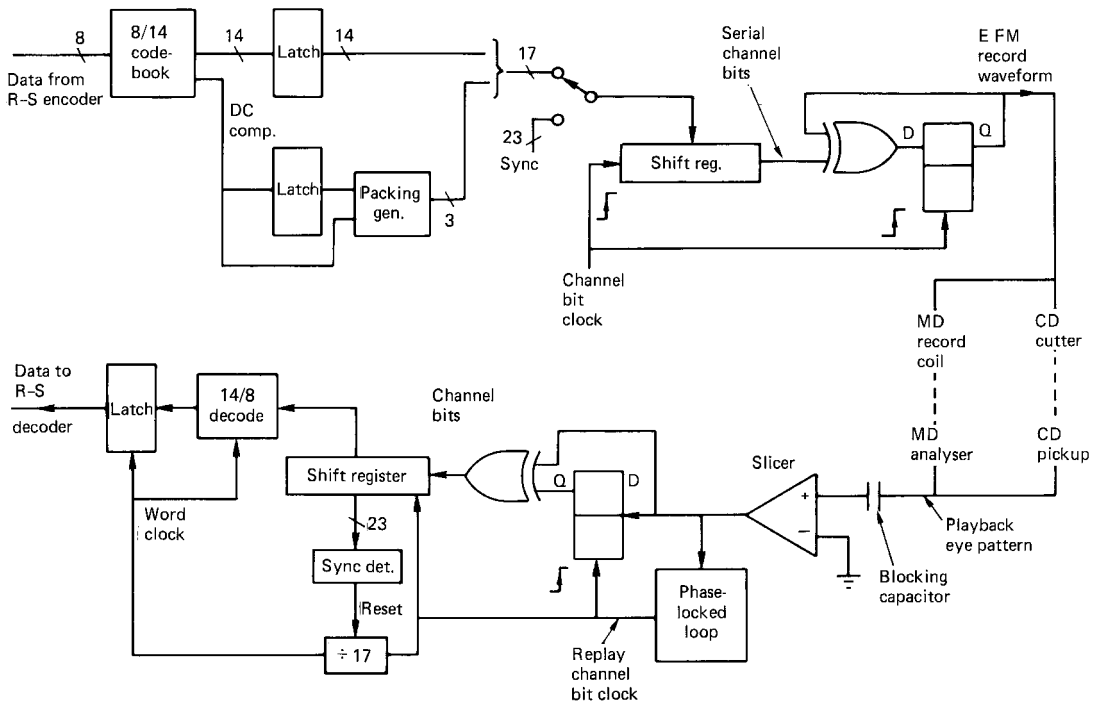 8
Data from
R–S encoder
8/14
code-
book
14
Latch
14
DC
comp.
Latch
Packing
gen.
3
17
23
Sync
Serial
channel
bits
Shift reg.
Channel
bit
clock
D
Q
E FM
record
waveform
MD
record
coil
CD
cutter
MD
analyser
CD
pickup
Data to
R–S
decoder
Latch
14/8
decode
Word
clock
Channel
bits
Shift register
23
Sync det.
Reset
÷ 17
Q
D
Slicer
+
−
Phase-
locked
loop
Replay
channel
bit clock
Playback
eye pattern
Blocking
capacitor